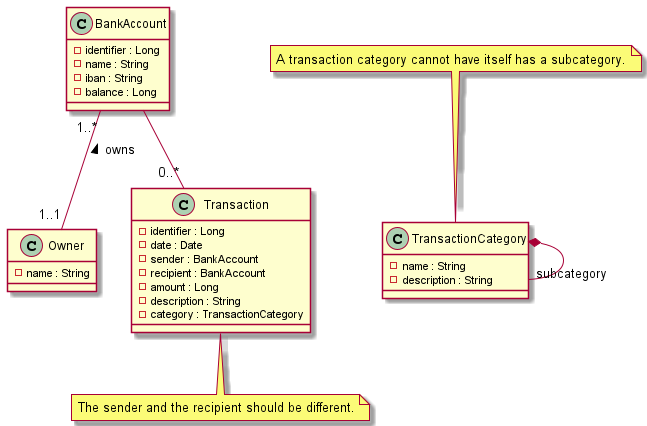 C BankAccount
identifier : Long
name : String
iban : String
balance : Long
A transaction category cannot have itself has a subcategory.
1..*
owns
0..*
1..1
C Owner
name : String
C Transaction
identifier : Long
date : Date
sender : BankAccount
recipient : BankAccount
amount : Long
description : String
category : TransactionCategory
C TransactionCategory
name : String
description : String
subcategory
The sender and the recipient should be different.